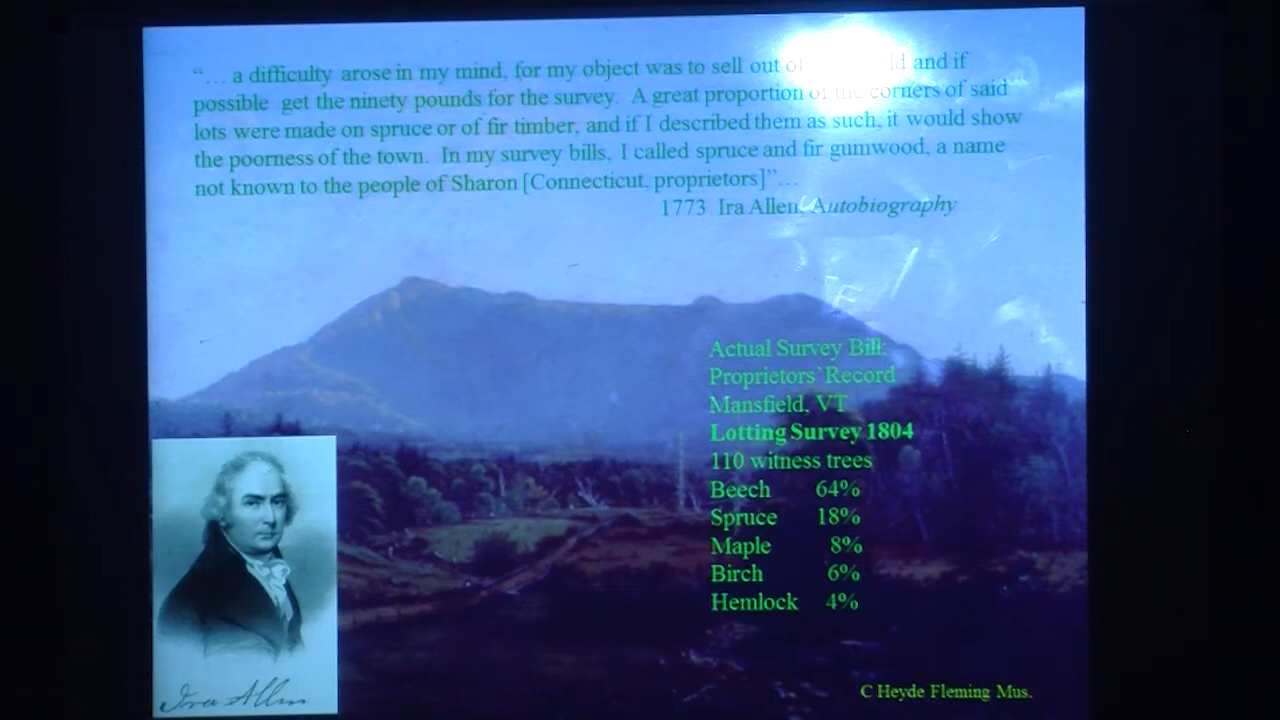 “… a difficulty arose in my mind, for my object was to sell out of and if
possible get the ninety pounds for the survey. A great proportion of the corners of said
lots were made on spruce or of fir timber, and if I described them as such, it would show
the poorness of the town. In my survey bills, I called spruce and fir gumwood, a name
not known to the people of Sharon [Connecticut, proprietors]”…
1773 Ira Allen, Autobiography
Actual Survey Bill:
Proprietors’ Record
Mansfield, VT
Lotting Survey 1804
110 witness trees
Beech 64%
Spruce 18%
Maple 8%
Birch 6%
Hemlock 4%
Ira Allen
C Heyde Fleming Mus.